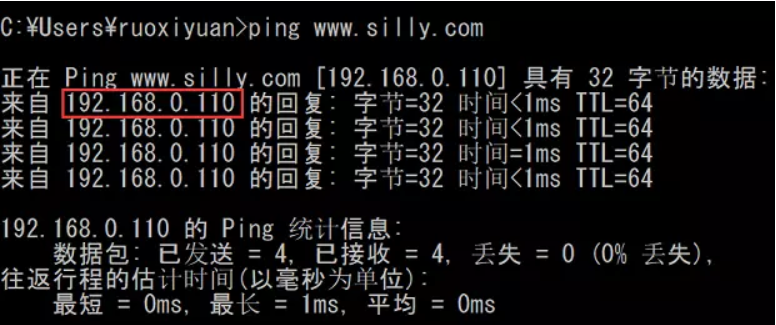 C:¥Users¥ruoxiyuan>ping www.silly.com
正在 Ping www.silly.com [192.168.0.110] 具有 32 字节的数据:
来自 192.168.0.110 的回复: 字节=32 时间<1ms TTL=64
来自 192.168.0.110 的回复: 字节=32 时间<1ms TTL=64
来自 192.168.0.110 的回复: 字节=32 时间=1ms TTL=64
来自 192.168.0.110 的回复: 字节=32 时间<1ms TTL=64
192.168.0.110 的 Ping 统计信息:
数据包: 已发送 = 4, 已接收 = 4, 丢失 = 0 (0% 丢失),
往返行程的估计时间(以毫秒为单位):
最短 = 0ms, 最长 = 1ms, 平均 = 0ms